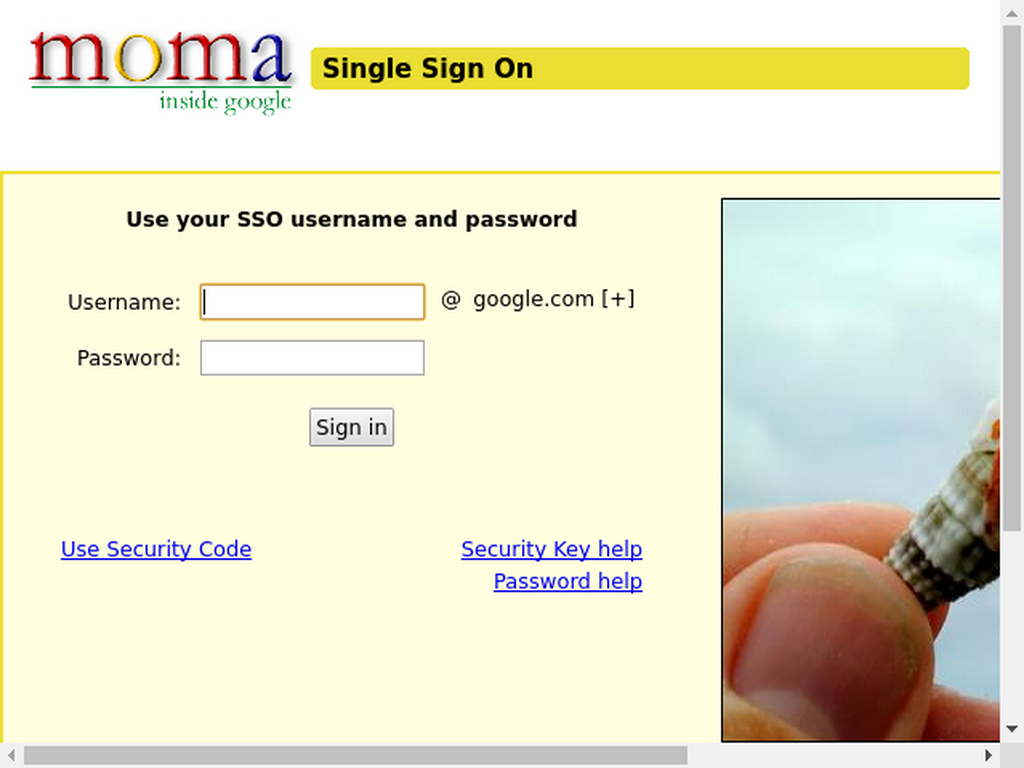 moma
inside google
Single Sign On
Use your SSO username and password
Username: @ google.com [+]
Password:
Sign in
Use Security Code
Security Key help
Password help